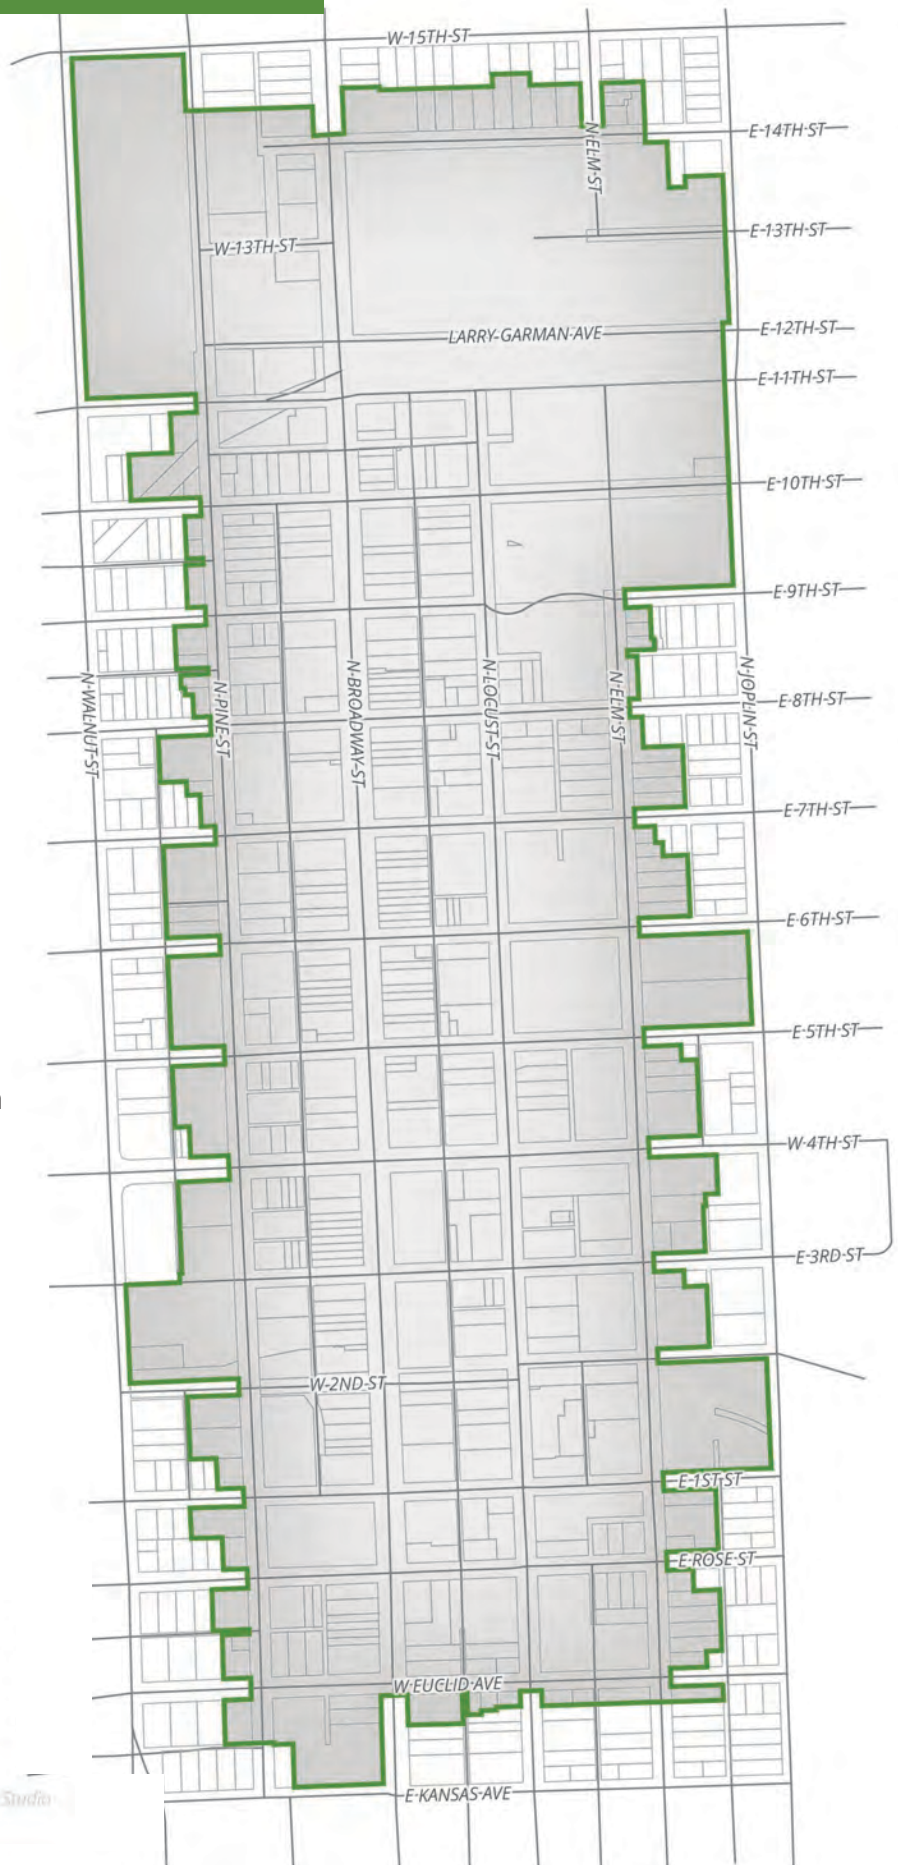 W 15TH ST
E 14TH ST
N ELM ST
E 13TH ST
W 13TH ST
E 12TH ST
LARRY GARMAN AVE
E 11TH ST
E 10TH ST
E 9TH ST
N WALNUT ST
N PINE ST
N BROADWAY ST
N LOCUST ST
N ELM ST
N JOPLIN ST
E 8TH ST
E 7TH ST
E 6TH ST
E 5TH ST
W 4TH ST
E 3RD ST
W 2ND ST
E 1ST ST
E ROSE ST
W EUCLID AVE
E KANSAS AVE
Studio